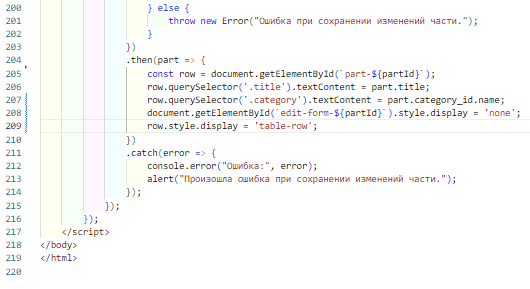 200 } else {
201 throw new Error("Ошибка при сохранении изменений части.");
202 }
203 })
204 .then(part => {
205 const row = document.getElementById(`part-${partId}`);
206 row.querySelector('.title').textContent = part.title;
207 row.querySelector('.category').textContent = part.category_id.name;
208 document.getElementById(`edit-form-${partId}`).style.display = 'none';
209 row.style.display = 'table-row';
210 })
211 .catch(error => {
212 console.error("Ошибка:", error);
213 alert("Произошла ошибка при сохранении изменений части.");
214 });
215 });
216 });
217 </script>
218 </body>
219 </html>
220